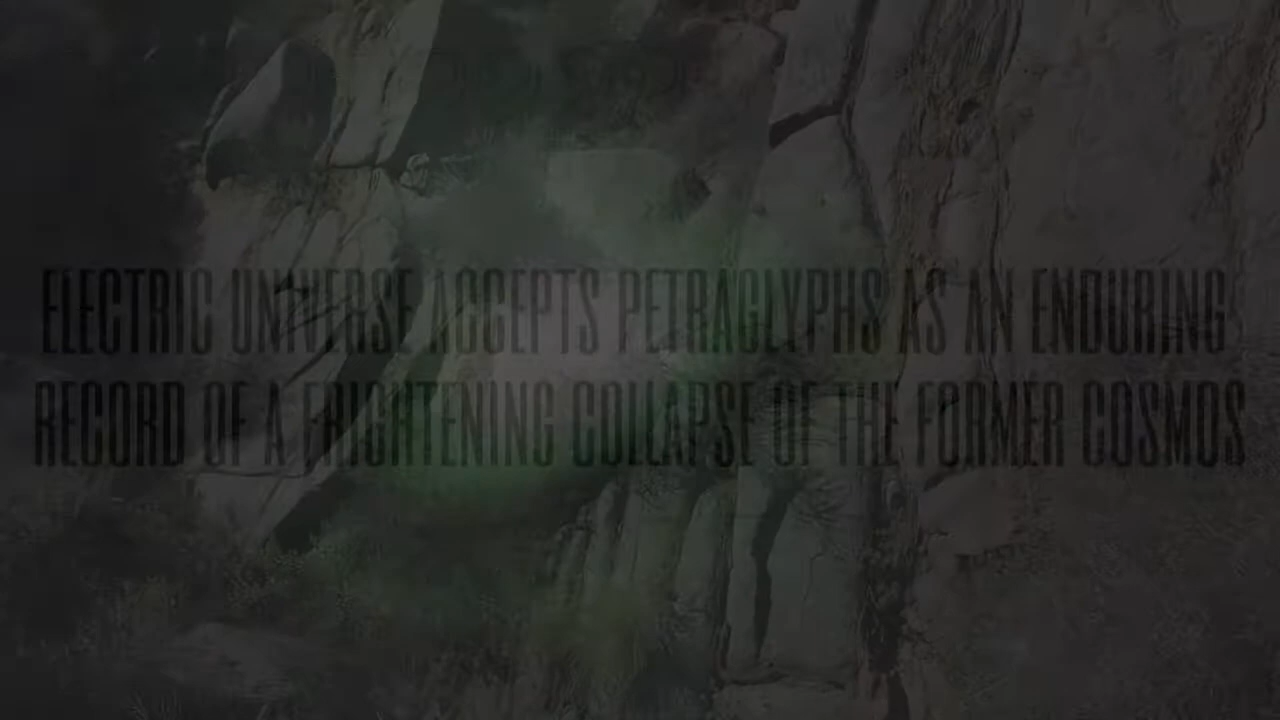 ELECTRIC UNIVERSE ACCEPTS PETRAGLYPHS AS AN ENDURING
RECORD OF A FRIGHTENING COLLAPSE OF THE FORMER COSMOS